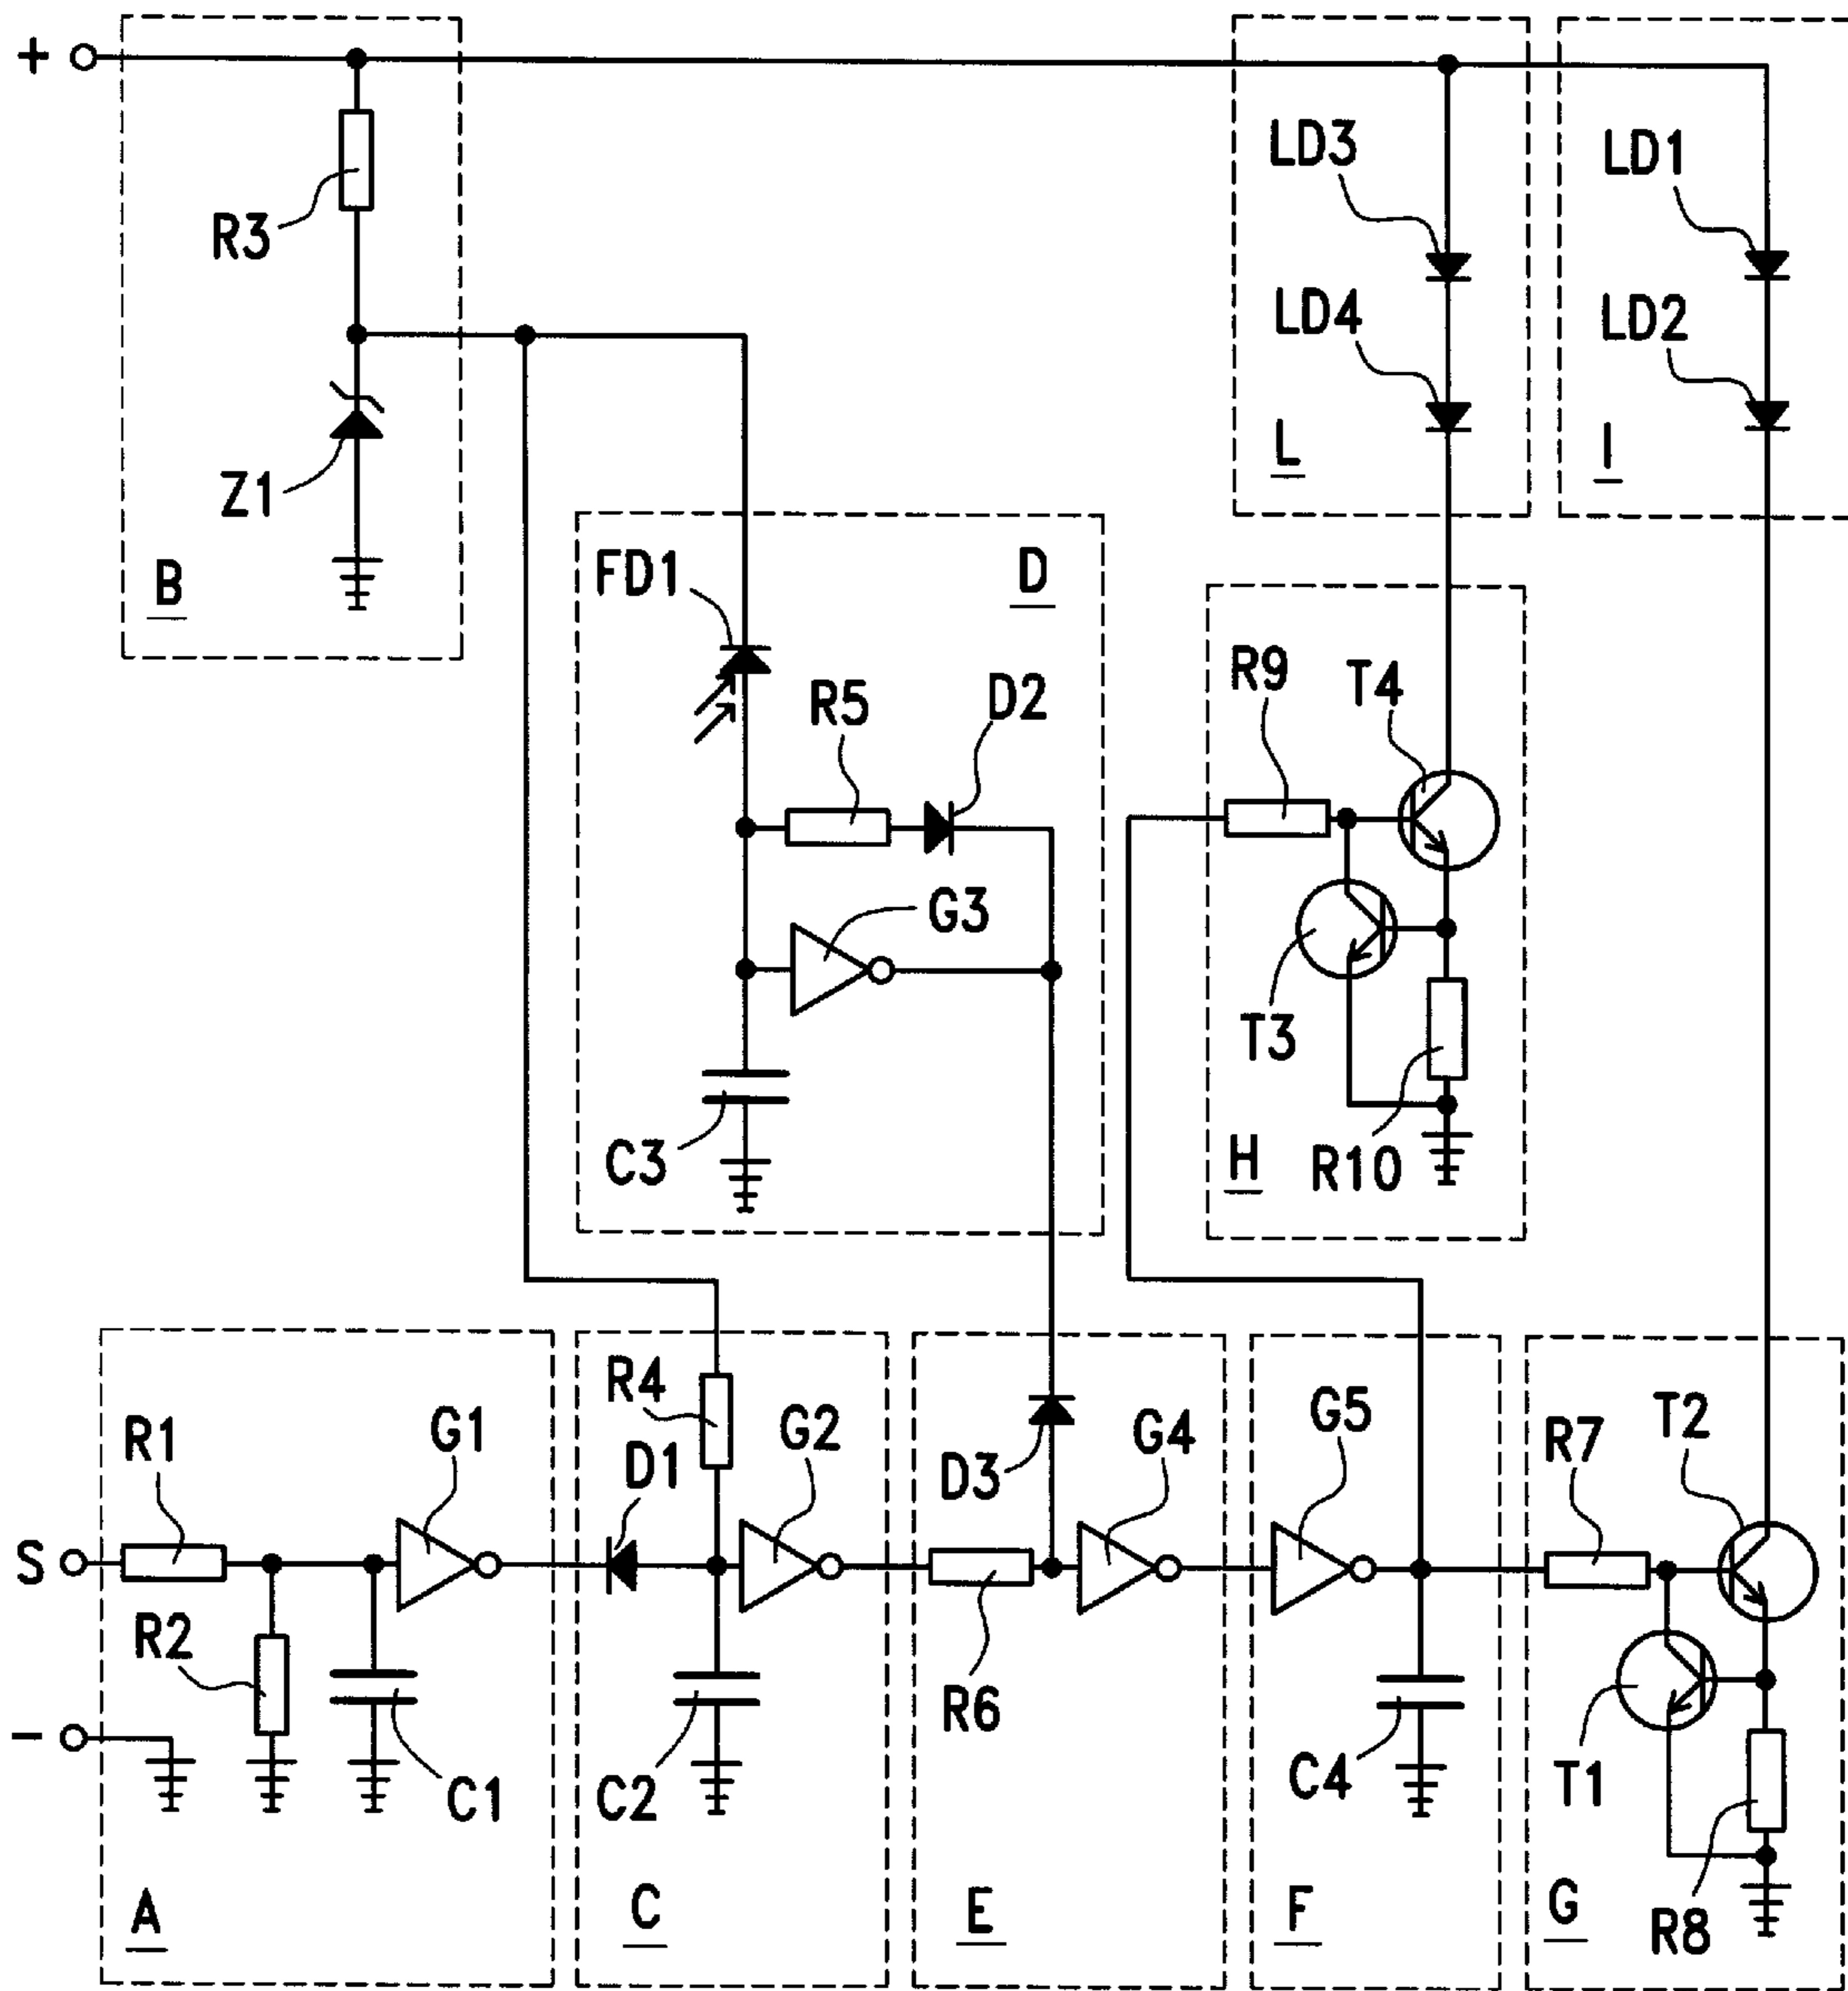 +
LD3
LD1
R3
LD4
LD2
Z1
L
I
B
FD1
D
R5
D2
R9
T4
G3
T3
C3
H
R10
R4
G1
D1
G2
D3
G4
G5
R7
T2
R1
S
R2
R6
-
C1
C2
C4
T1
A
C
E
F
G
R8